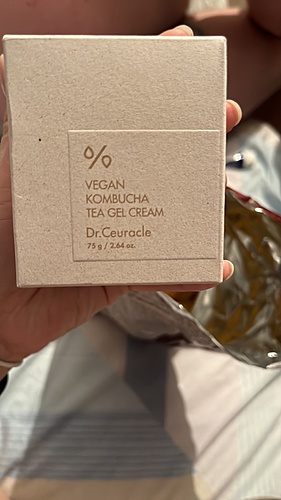 %
VEGAN
KOMBUCHA
TEA GEL CREAM
Dr.Ceuracle
75 g / 2.64 oz.